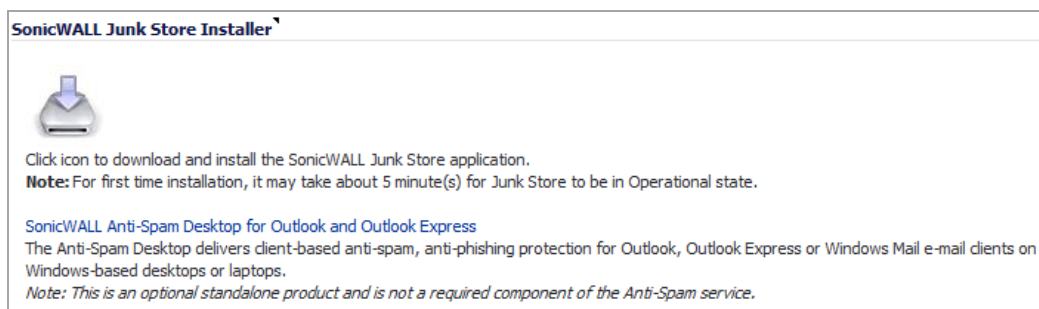 SonicWALL Junk Store Installer
Click icon to download and install the SonicWALL Junk Store application.
Note: For first time installation, it may take about 5 minute(s) for Junk Store to be in Operational state.
SonicWALL Anti-Spam Desktop for Outlook and Outlook Express
The Anti-Spam Desktop delivers client-based anti-spam, anti-phishing protection for Outlook, Outlook Express or Windows Mail e-mail clients on
Windows-based desktops or laptops.
Note: This is an optional standalone product and is not a required component of the Anti-Spam service.